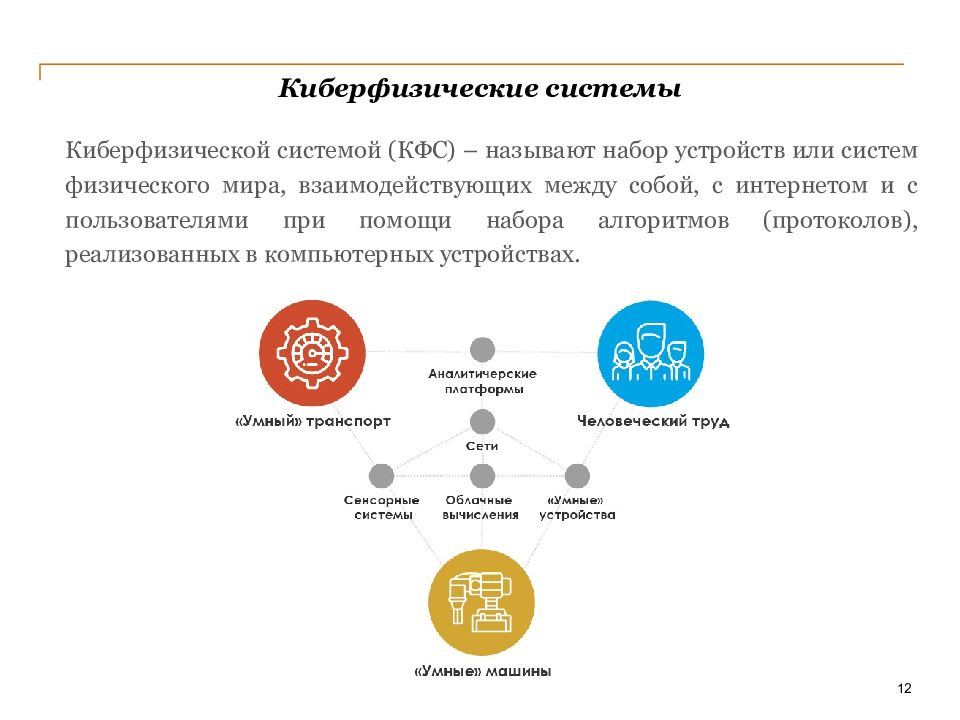 Киберфизические системы
Киберфизической системой (КФС) – называют набор устройств или систем
физического мира, взаимодействующих между собой, с интернетом и с
пользователями при помощи набора алгоритмов (протоколов),
реализованных в компьютерных устройствах.
Аналитичерские
платформы
«Умный» транспорт
Человеческий труд
Сети
Сенсорные
системы
Облачные
вычисления
«Умные»
устройства
«Умные» машины
12